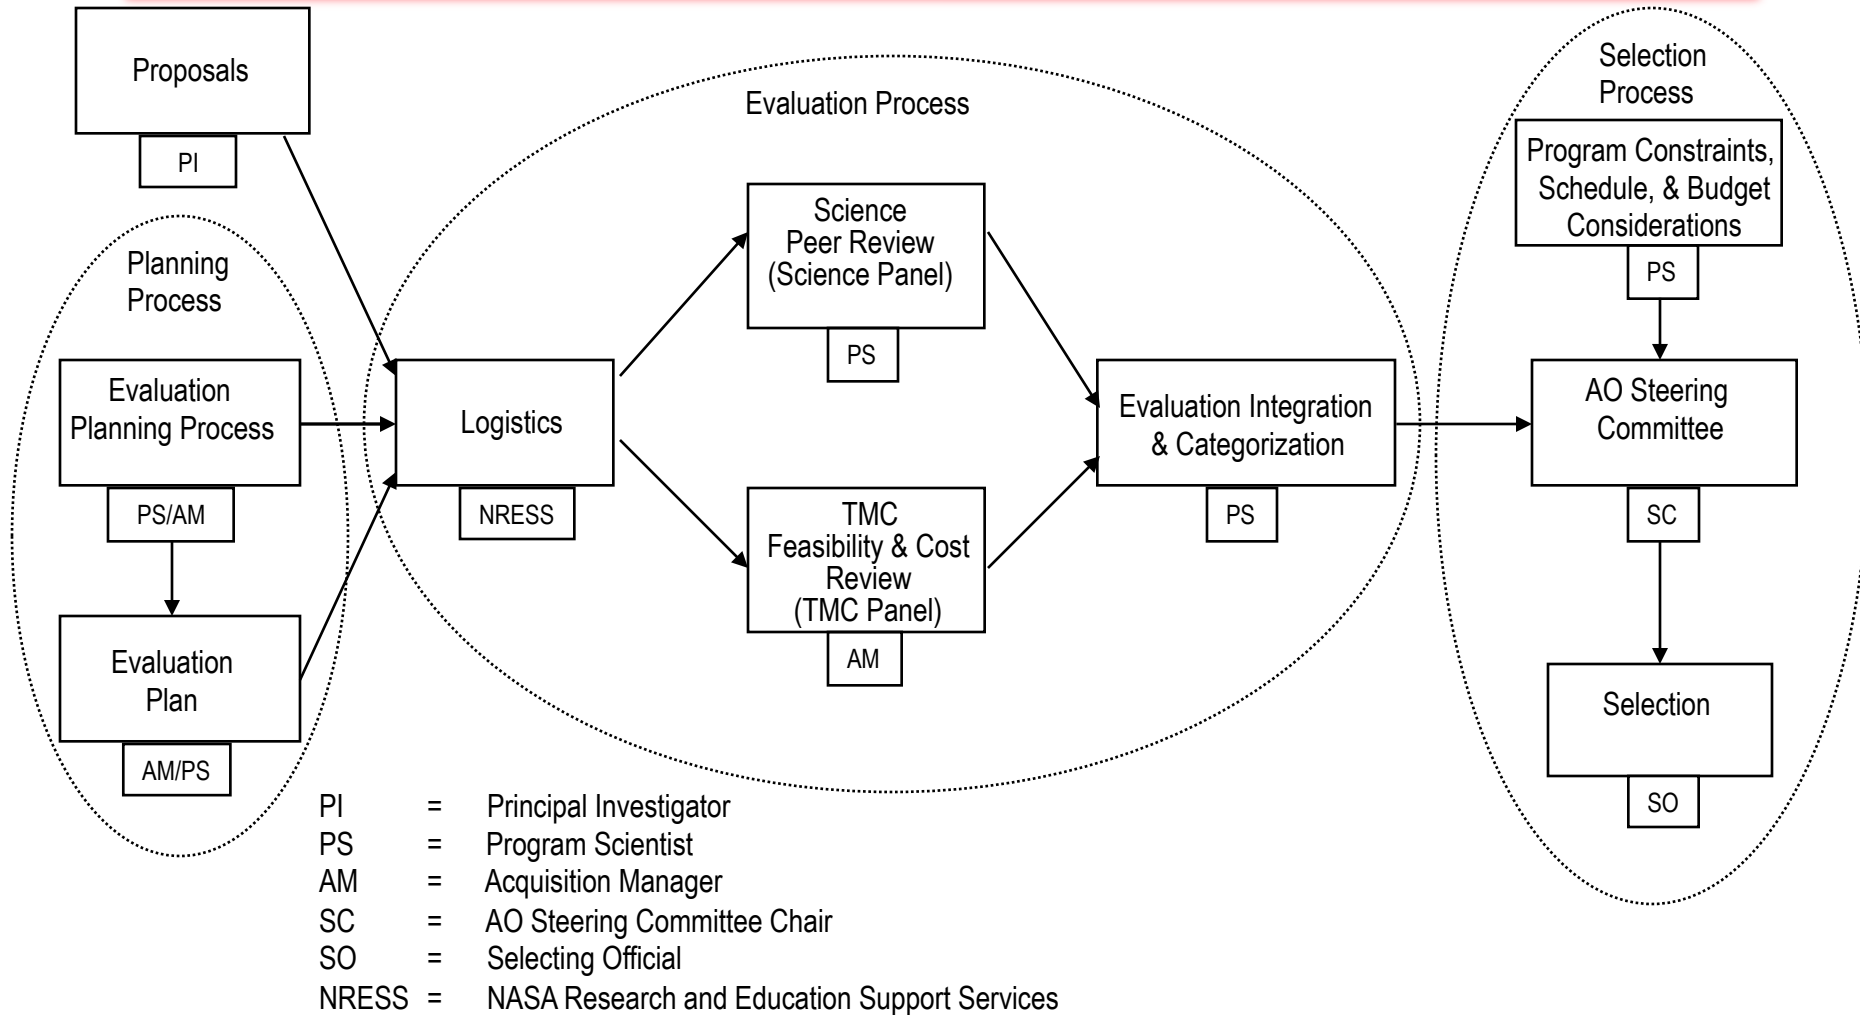 Proposals
PI
Planning
Process
Evaluation
Planning Process
PS/AM
Evaluation
Plan
AM/PS
Evaluation Process
Logistics
NRESS
Science
Peer Review
(Science Panel)
PS
TMC
Feasibility & Cost
Review
(TMC Panel)
AM
Evaluation Integration
& Categorization
PS
Selection
Process
Program Constraints,
Schedule, & Budget
Considerations
PS
AO Steering
Committee
SC
Selection
SO
PI = Principal Investigator
PS = Program Scientist
AM = Acquisition Manager
SC = AO Steering Committee Chair
SO = Selecting Official
NRESS = NASA Research and Education Support Services